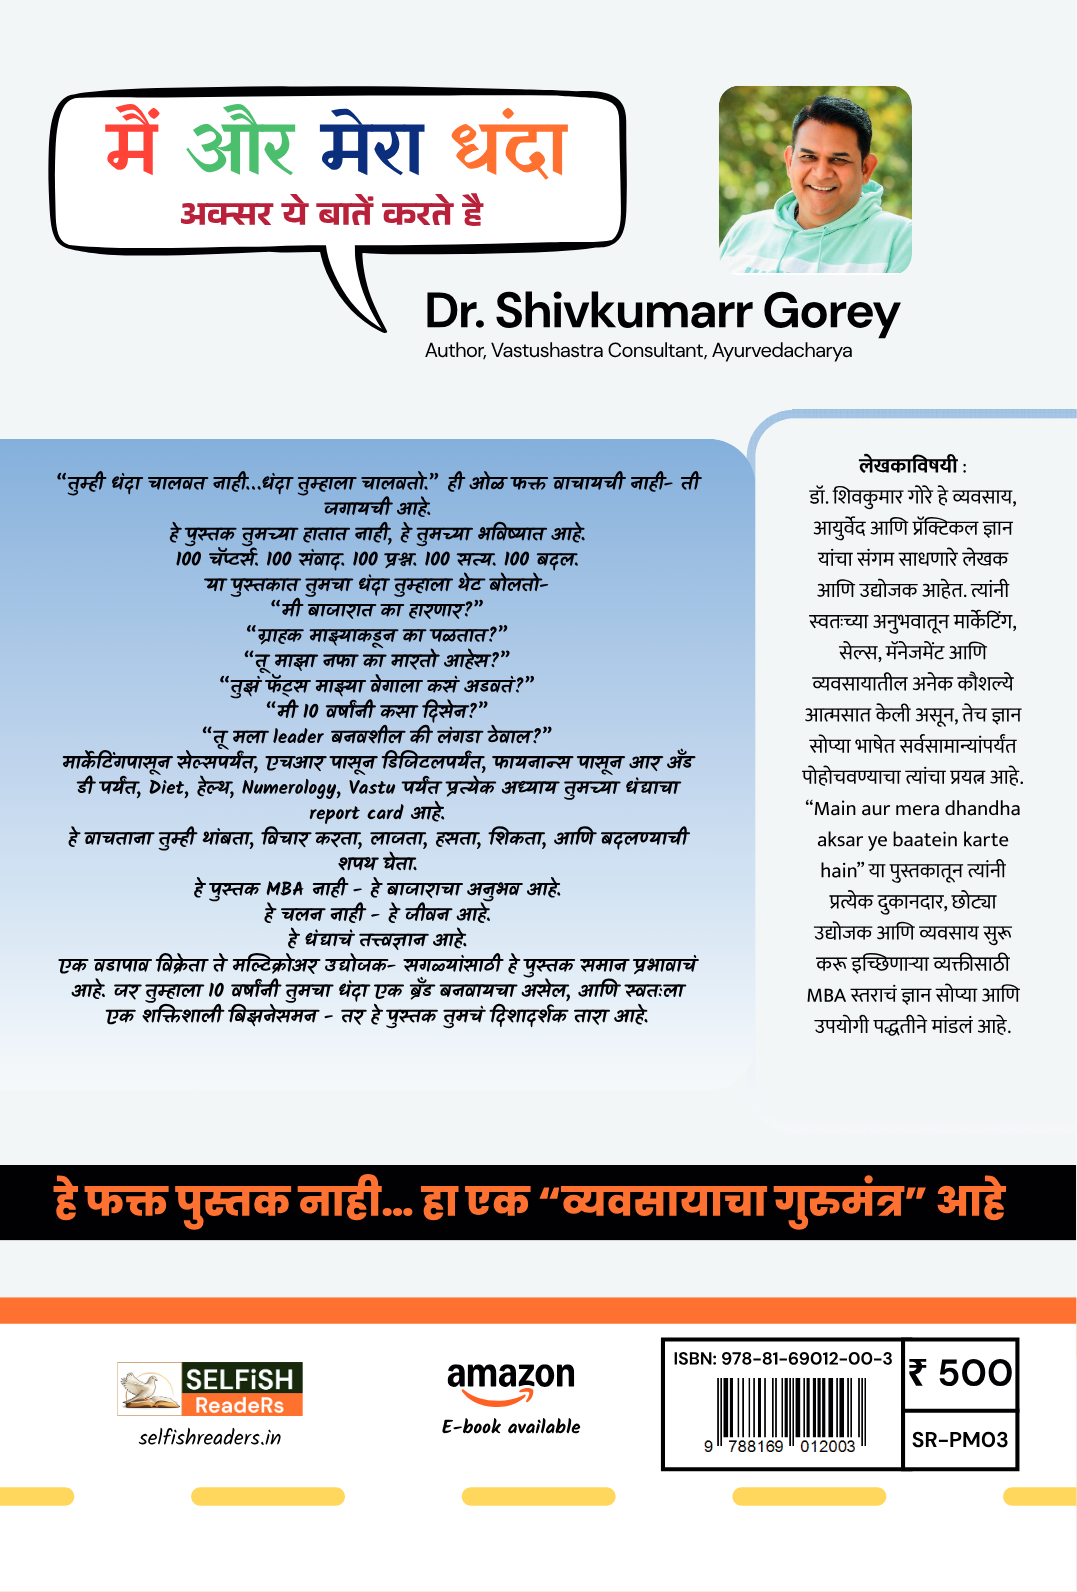 मैं और मेरा धंदा
अक्सर ये बातें करते है
Dr. Shivkumarr Gorey
Author, Vastushastra Consultant, Ayurvedacharya
“तुम्ही धंदा चालवत नाही...धंदा तुम्हाला चालवतो.” ही ओळ फक्त वाचायची नाही- ती
जगायची आहे.
हे पुस्तक तुमच्या हातात नाही, हे तुमच्या भविष्यात आहे.
100 चॅप्टर्स. 100 संवाद. 100 प्रश्न. 100 सत्य. 100 बदल.
या पुस्तकात तुमचा धंदा तुम्हाला थेट बोलतो-
“मी बाजारात का हारणार?”
“ग्राहक माझ्याकडून का पळतात?”
“तू माझा नफा का मारतो आहेस?”
“तुझं फॅट्स माझ्या वेगाला कसं अडवतं?”
“मी 10 वर्षांनी कसा दिसेन?”
“तू मला leader बनवशील की लंगडा ठेवाल?”
मार्केटिंगपासून सेल्सपर्यंत, एचआर पासून डिजिटलपर्यंत, फायनान्स पासून आर अँड
डी पर्यंत, Diet, हेल्थ, Numerology, Vastu पर्यंत प्रत्येक अध्याय तुमच्या धंद्याचा
report card आहे.
हे वाचताना तुम्ही थांबता, विचार करता, लाजता, हसता, शिकता, आणि बदलण्याची
शपथ घेता.
हे पुस्तक MBA नाही - हे बाजाराचा अनुभव आहे.
हे चलन नाही - हे जीवन आहे.
हे धंद्याचं तत्त्वज्ञान आहे.
एक वडापाव विक्रेता ते मल्टिक्रोअर उद्योजक- सगळ्यांसाठी हे पुस्तक समान प्रभावाचं
आहे. जर तुम्हाला 10 वर्षांनी तुमचा धंदा एक ब्रँड बनवायचा असेल, आणि स्वतःला
एक शक्तिशाली बिझनेसमन - तर हे पुस्तक तुमचं दिशादर्शक तारा आहे.
लेखकाविषयी :
डॉ. शिवकुमार गोरे हे व्यवसाय,
आयुर्वेद आणि प्रॅक्टिकल ज्ञान
यांचा संगम साधणारे लेखक
आणि उद्योजक आहेत. त्यांनी
स्वतःच्या अनुभवातून मार्केटिंग,
सेल्स, मॅनेजमेंट आणि
व्यवसायातील अनेक कौशल्ये
आत्मसात केली असून, तेच ज्ञान
सोप्या भाषेत सर्वसामान्यांपर्यंत
पोहोचवण्याचा त्यांचा प्रयत्न आहे.
“Main aur mera dhandha
aksar ye baatein karte
hain” या पुस्तकातून त्यांनी
प्रत्येक दुकानदार, छोट्या
उद्योजक आणि व्यवसाय सुरू
करू इच्छिणाऱ्या व्यक्तीसाठी
MBA स्तराचं ज्ञान सोप्या आणि
उपयोगी पद्धतीने मांडलं आहे.
हे फक्त पुस्तक नाही... हा एक “व्यवसायाचा गुरुमंत्र” आहे
SELFiSH
ReadeRs
selfishreaders.in
amazon
E-book available
ISBN: 978-81-69012-00-3
9 788169 012003
₹ 500
SR-PM03